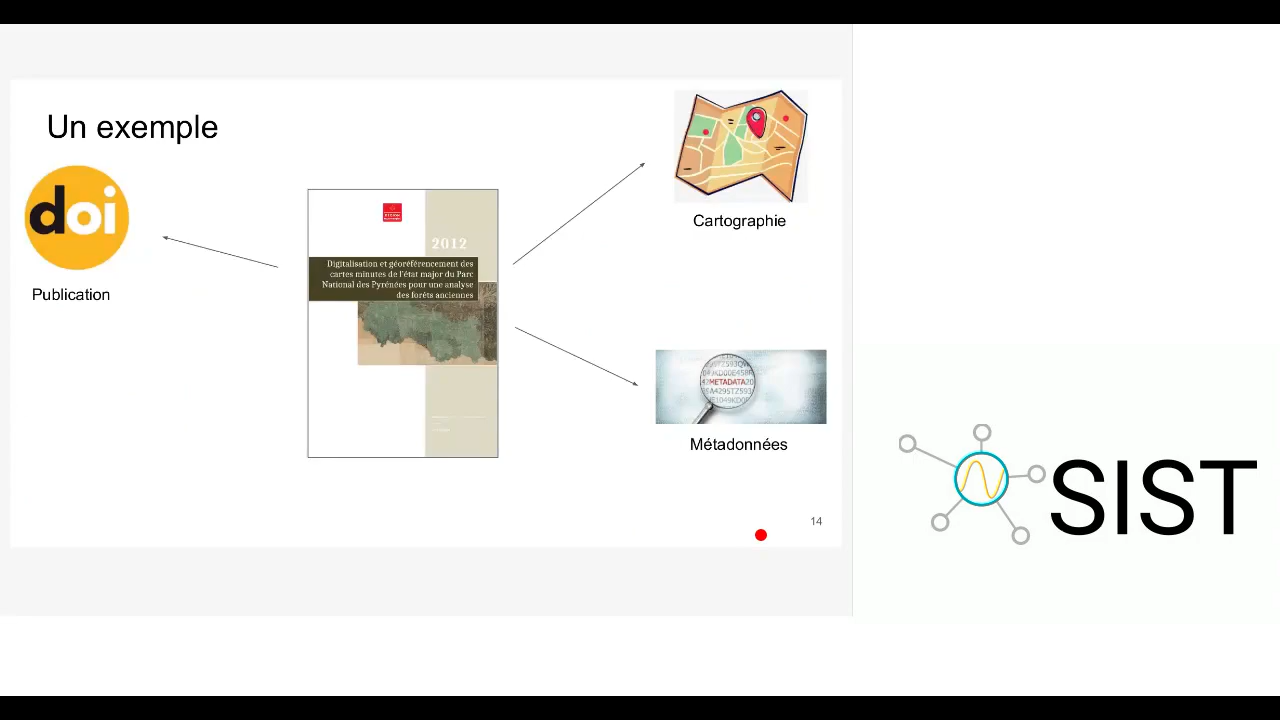 Un exemple
doi
Publication
2012
Digitalisation et géoréférencement des
cartes minutes de l'état major du Parc
National des Pyrénées pour une analyse
des forêts anciennes
Cartographie
METADATA
Métadonnées
14
SIST